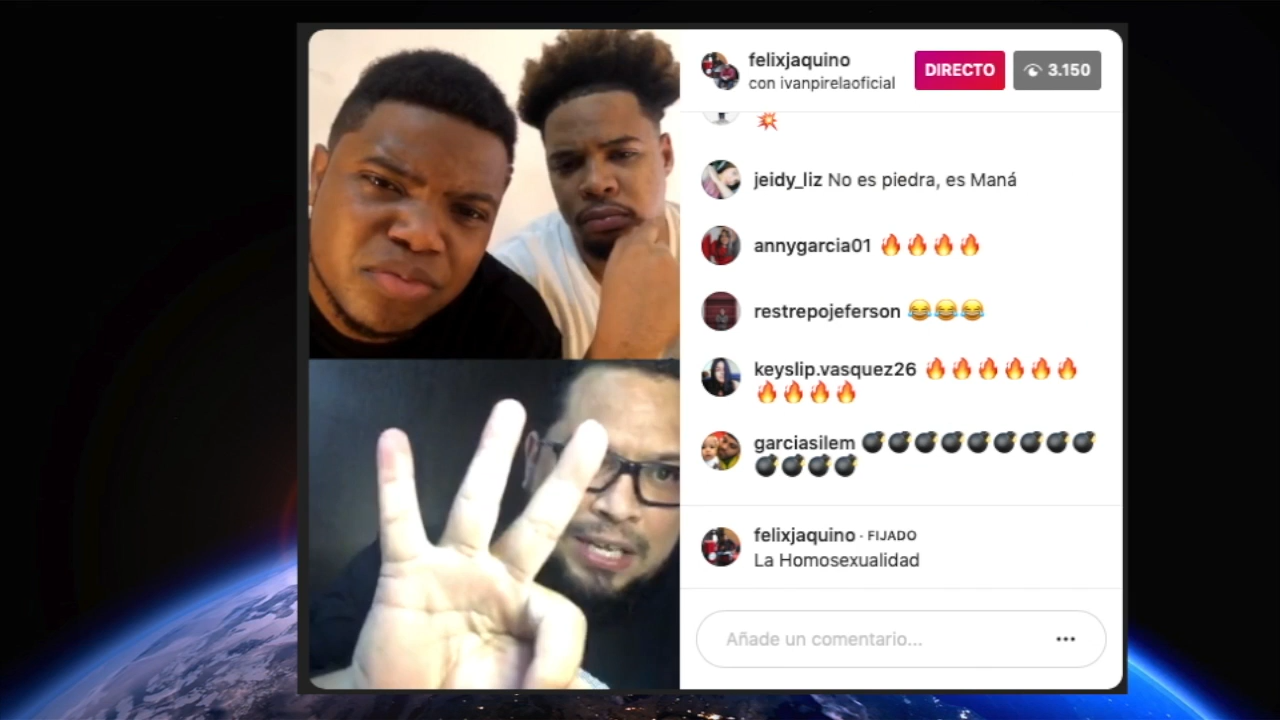 felixjaquino
con ivanpirelaoficial
DIRECTO
3.150
💥
jeidy_liz No es piedra, es Maná
annygarcia01 🔥🔥🔥🔥
restrepojeferson 😂😂😂
keyslip.vasquez26 🔥🔥🔥🔥🔥🔥
🔥🔥🔥🔥
garciasilem 💣💣💣💣💣💣💣💣💣
💣💣💣💣
felixjaquino · FIJADO
La Homosexualidad
Añade un comentario...